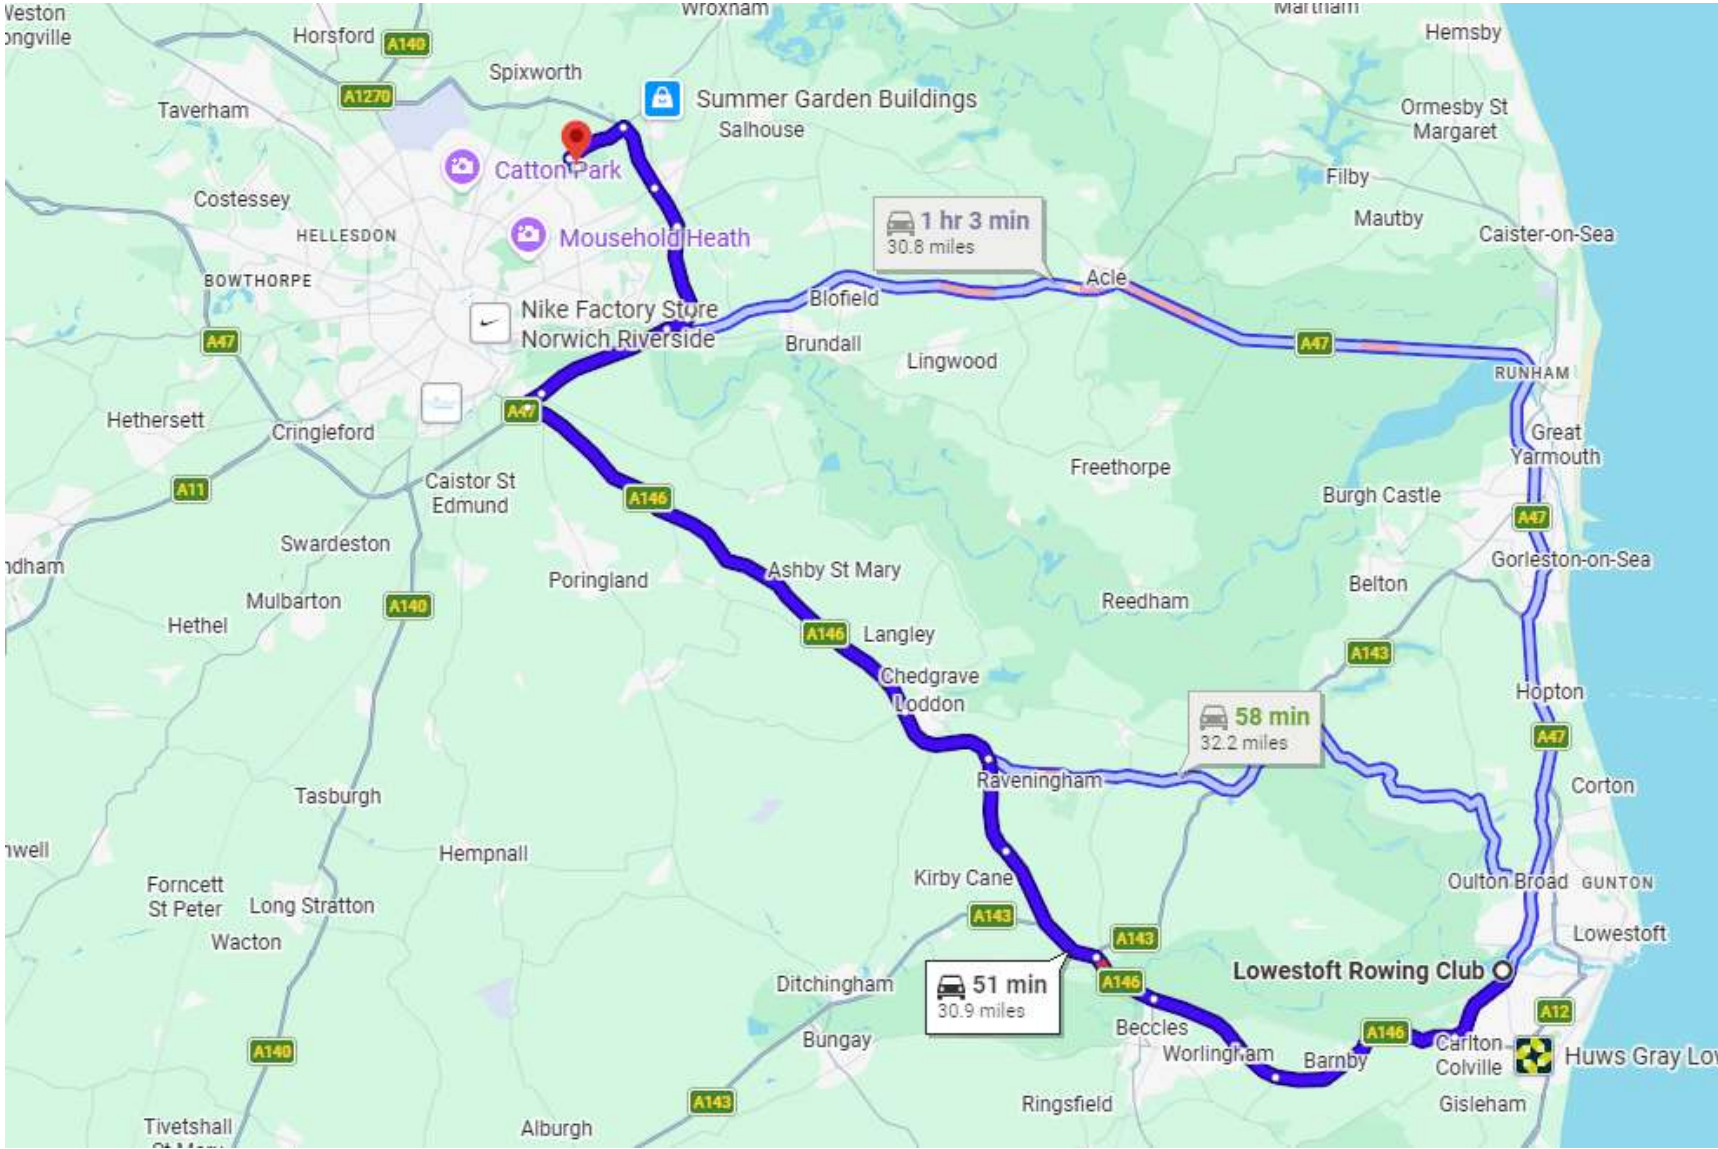 Weston
ongville
Horsford
A140
Wroxham
Martham
Hemsby
Spixworth
A1270
Taverham
Summer Garden Buildings
Salhouse
Ormesby St
Margaret
Catton Park
Filby
Costessey
Mautby
HELLESDON
Mousehold Heath
1 hr 3 min
30.8 miles
Caister-on-Sea
BOWTHORPE
Acle
Blofield
Nike Factory Store
Norwich Riverside
A47
Brundall
Lingwood
A47
RUNHAM
Hethersett
Cringleford
A47
Great
Yarmouth
Freethorpe
A11
Caistor St
Edmund
A146
Burgh Castle
A47
Swardeston
Gorleston-on-Sea
ndham
Poringland
Ashby St Mary
Belton
Mulbarton
A140
Reedham
Hethel
A146
Langley
A143
Chedgrave
Loddon
Hopton
58 min
32.2 miles
A47
Raveningham
Corton
Tasburgh
nwell
Hempnall
Kirby Cane
Oulton Broad
GUNTON
Forncett
St Peter
Long Stratton
A143
A143
Wacton
Lowestoft
Lowestoft Rowing Club
Ditchingham
51 min
30.9 miles
A146
A12
Beccles
A146
Bungay
Worlingham
Barnby
Carlton
Colville
Huws Gray Lo
A140
A143
Ringsfield
Gisleham
Tivetshall
St Mary
Alburgh